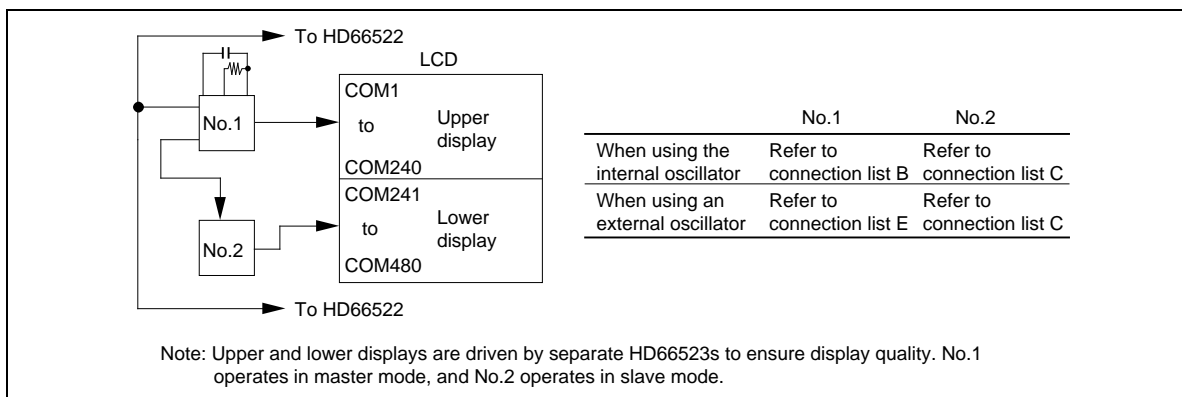 To HD66522
LCD
No.1
COM1
to
COM240
Upper
display
No.2
COM241
to
COM480
Lower
display
To HD66522
No.1 No.2
When using the Refer to Refer to
internal oscillator connection list B connection list C
When using an Refer to Refer to
external oscillator connection list E connection list C
Note: Upper and lower displays are driven by separate HD66523s to ensure display quality. No.1
operates in master mode, and No.2 operates in slave mode.